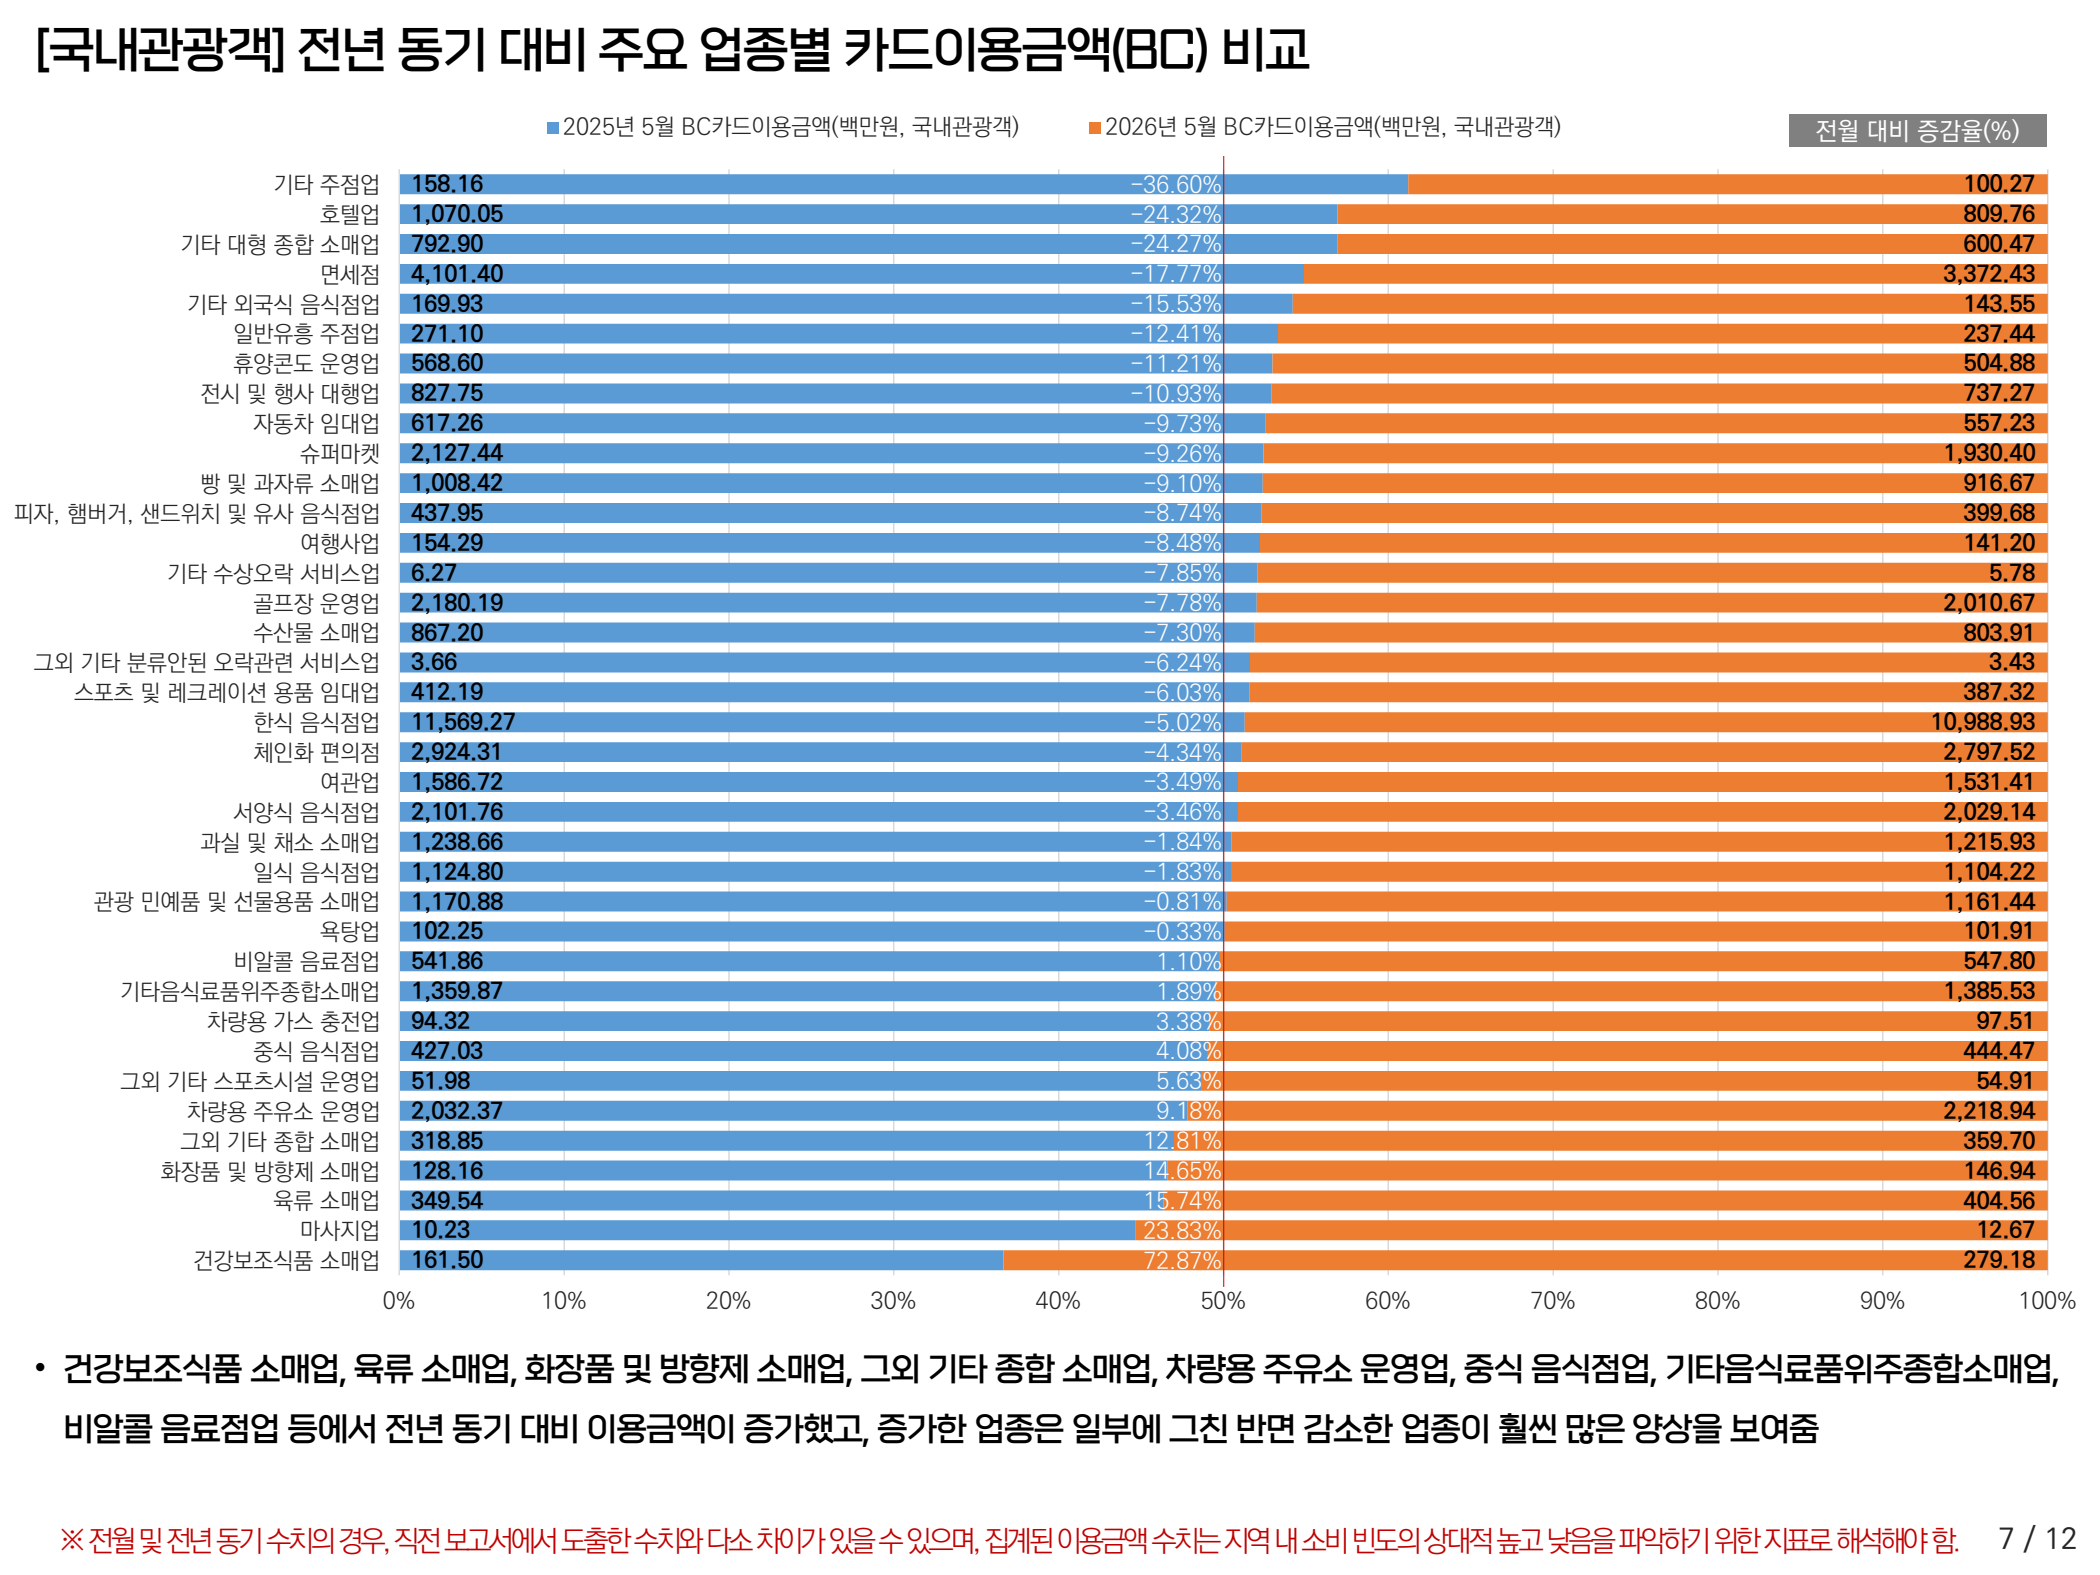 [국내관광객] 전년 동기 대비 주요 업종별 카드이용금액(BC) 비교
2025년 5월 BC카드이용금액(백만원, 국내관광객) 2026년 5월 BC카드이용금액(백만원, 국내관광객) 전월 대비 증감율(%)
기타 주점업 158.16 -36.60% 100.27
호텔업 1,070.05 -24.32% 809.76
기타 대형 종합 소매업 792.90 -24.27% 600.47
면세점 4,101.40 -17.77% 3,372.43
기타 외국식 음식점업 169.93 -15.53% 143.55
일반유흥 주점업 271.10 -12.41% 237.44
휴양콘도 운영업 568.60 -11.21% 504.88
전시 및 행사 대행업 827.75 -10.93% 737.27
자동차 임대업 617.26 -9.73% 557.23
슈퍼마켓 2,127.44 -9.26% 1,930.40
빵 및 과자류 소매업 1,008.42 -9.10% 916.67
피자, 햄버거, 샌드위치 및 유사 음식점업 437.95 -8.74% 399.68
여행사업 154.29 -8.48% 141.20
기타 수상오락 서비스업 6.27 -7.85% 5.78
골프장 운영업 2,180.19 -7.78% 2,010.67
수산물 소매업 867.20 -7.30% 803.91
그외 기타 분류안된 오락관련 서비스업 3.66 -6.24% 3.43
스포츠 및 레크레이션 용품 임대업 412.19 -6.03% 387.32
한식 음식점업 11,569.27 -5.02% 10,988.93
체인화 편의점 2,924.31 -4.34% 2,797.52
여관업 1,586.72 -3.49% 1,531.41
서양식 음식점업 2,101.76 -3.46% 2,029.14
과실 및 채소 소매업 1,238.66 -1.84% 1,215.93
일식 음식점업 1,124.80 -1.83% 1,104.22
관광 민예품 및 선물용품 소매업 1,170.88 -0.81% 1,161.44
욕탕업 102.25 -0.33% 101.91
비알콜 음료점업 541.86 1.10% 547.80
기타음식료품위주종합소매업 1,359.87 1.89% 1,385.53
차량용 가스 충전업 94.32 3.38% 97.51
중식 음식점업 427.03 4.08% 444.47
그외 기타 스포츠시설 운영업 51.98 5.63% 54.91
차량용 주유소 운영업 2,032.37 9.18% 2,218.94
그외 기타 종합 소매업 318.85 12.81% 359.70
화장품 및 방향제 소매업 128.16 14.65% 146.94
육류 소매업 349.54 15.74% 404.56
마사지업 10.23 23.83% 12.67
건강보조식품 소매업 161.50 72.87% 279.18
0% 10% 20% 30% 40% 50% 60% 70% 80% 90% 100%
• 건강보조식품 소매업, 육류 소매업, 화장품 및 방향제 소매업, 그외 기타 종합 소매업, 차량용 주유소 운영업, 중식 음식점업, 기타음식료품위주종합소매업,
비알콜 음료점업 등에서 전년 동기 대비 이용금액이 증가했고, 증가한 업종은 일부에 그친 반면 감소한 업종이 훨씬 많은 양상을 보여줌
※ 전월 및 전년 동기 수치의 경우, 직전 보고서에서 도출한 수치와 다소 차이가 있을 수 있으며, 집계된 이용금액 수치는 지역 내 소비 빈도의 상대적 높고 낮음을 파악하기 위한 지표로 해석해야 함. 7 / 12